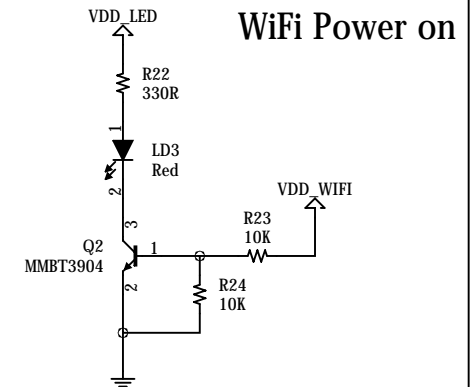 VDD_LED
WiFi Power on
R22
330R
1
LD3
Red
2
VDD_WIFI
3
R23
10K
Q2
MMBT3904
1
R24
10K
2